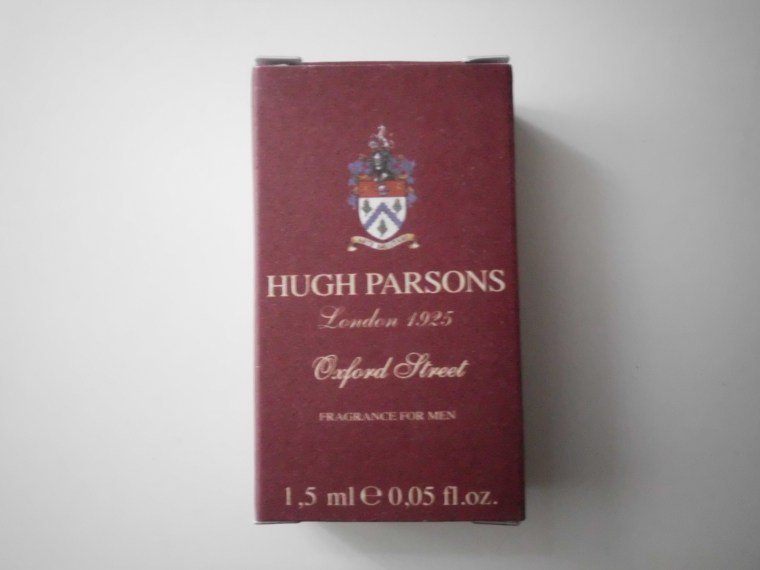 HUGH PARSONS
London 1925
Oxford Street
FRAGRANCE FOR MEN
1,5 ml ℮ 0,05 fl.oz.